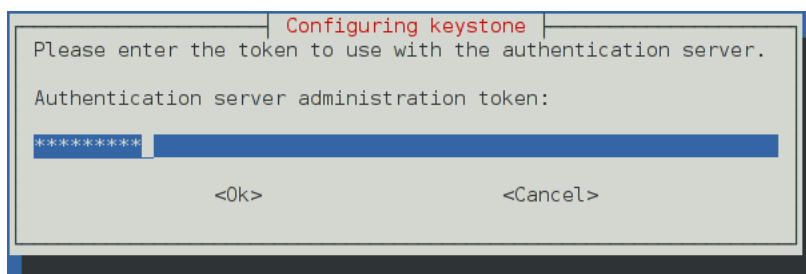 Configuring keystone
Please enter the token to use with the authentication server.
Authentication server administration token:
*********
<Ok> <Cancel>